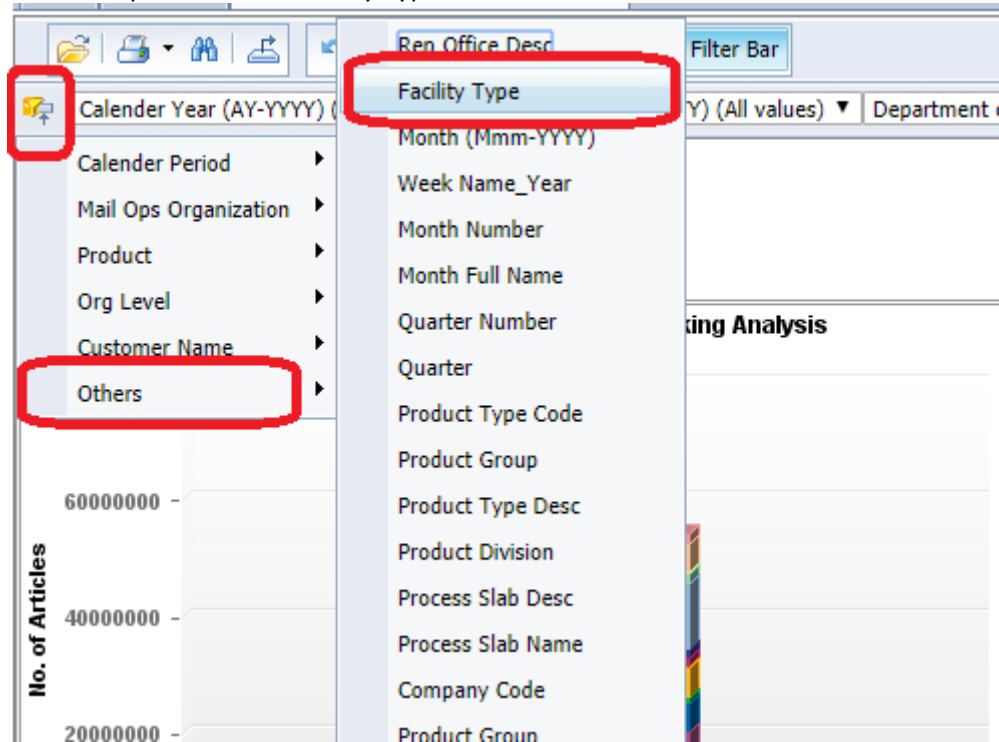 Rep Office Desc
Filter Bar
Facility Type
Calender Year (AY-YYYY) (
Y) (All values)
Department
Month (Mmm-YYYY)
Calender Period
Week Name_Year
Mail Ops Organization
Month Number
Product
Month Full Name
Org Level
Quarter Number
king Analysis
Customer Name
Quarter
Others
Product Type Code
Product Group
60000000
Product Type Desc
Product Division
Process Slab Desc
40000000
Process Slab Name
No. of Articles
Company Code
20000000
Product Group